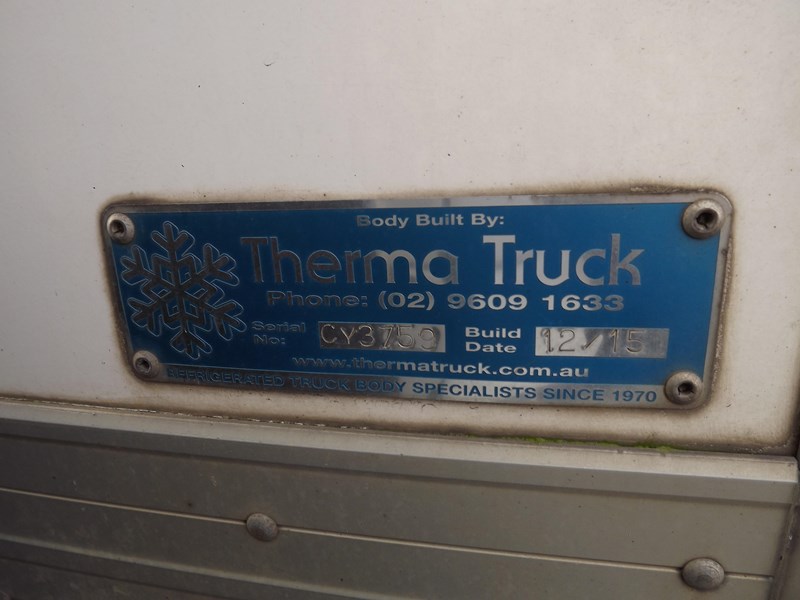 Body Built By:
Therma Truck
Phone: (02) 9609 1633
Serial No: CY3759 Build Date 12/15
www.thermatruck.com.au
REFRIGERATED TRUCK BODY SPECIALISTS SINCE 1970